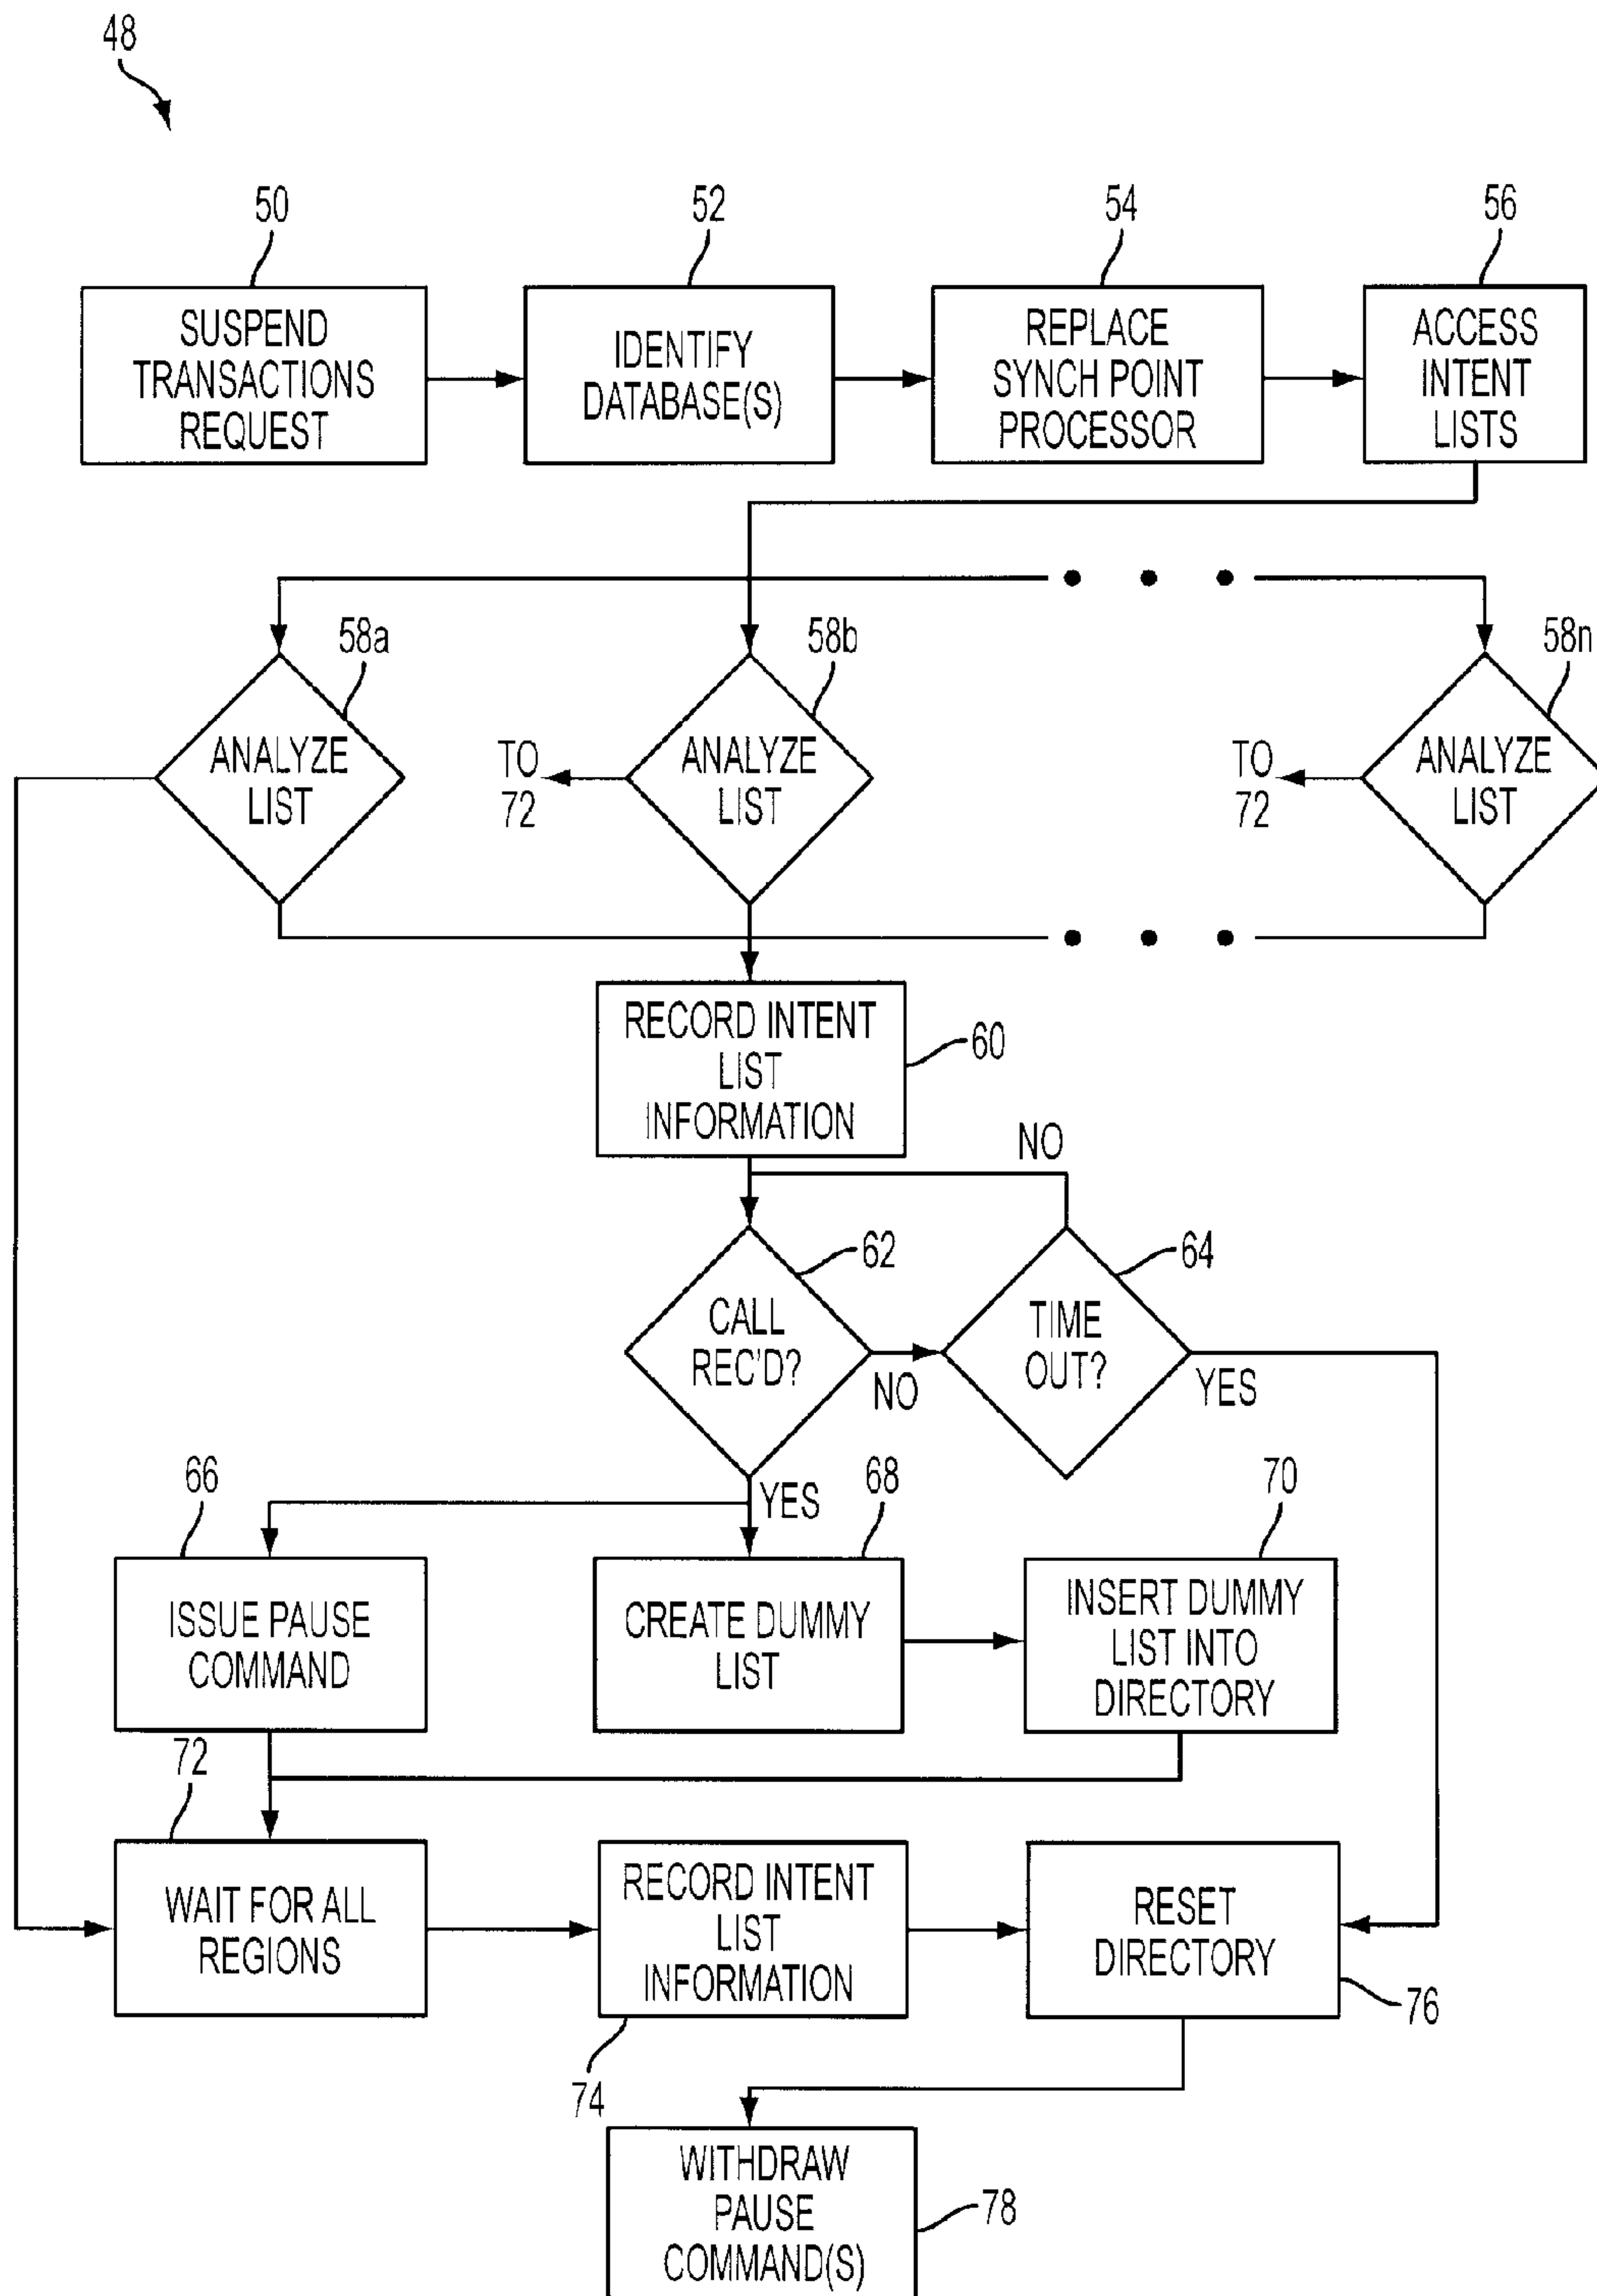 48
50
52
54
56
SUSPEND
TRANSACTIONS
REQUEST
IDENTIFY
DATABASE(S)
REPLACE
SYNCH POINT
PROCESSOR
ACCESS
INTENT
LISTS
58a
58b
58n
ANALYZE
LIST
TO
72
ANALYZE
LIST
TO
72
ANALYZE
LIST
RECORD INTENT
LIST
INFORMATION
60
NO
62
64
CALL
REC'D?
NO
TIME
OUT?
YES
66
YES
68
70
ISSUE PAUSE
COMMAND
CREATE DUMMY
LIST
INSERT DUMMY
LIST INTO
DIRECTORY
72
WAIT FOR ALL
REGIONS
RECORD INTENT
LIST
INFORMATION
RESET
DIRECTORY
74
76
WITHDRAW
PAUSE
COMMAND(S)
78